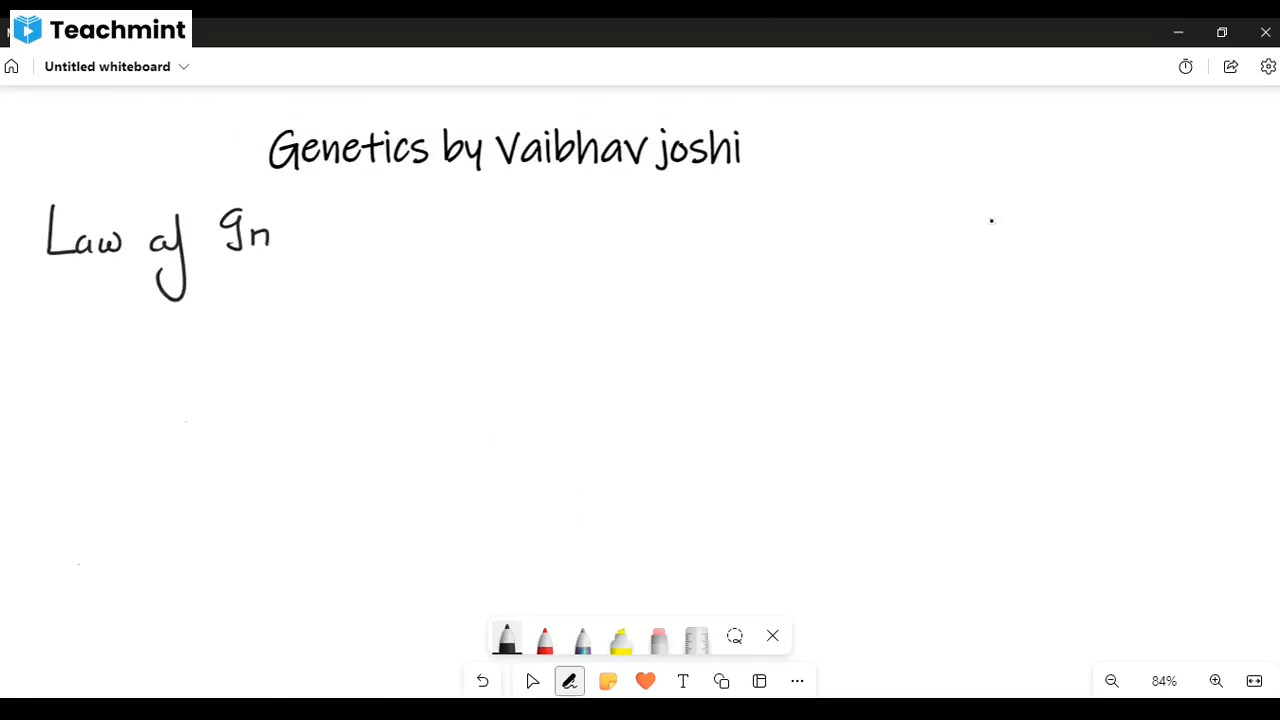 Teachmint
Untitled whiteboard
Genetics by Vaibhav joshi
Law of In
84%